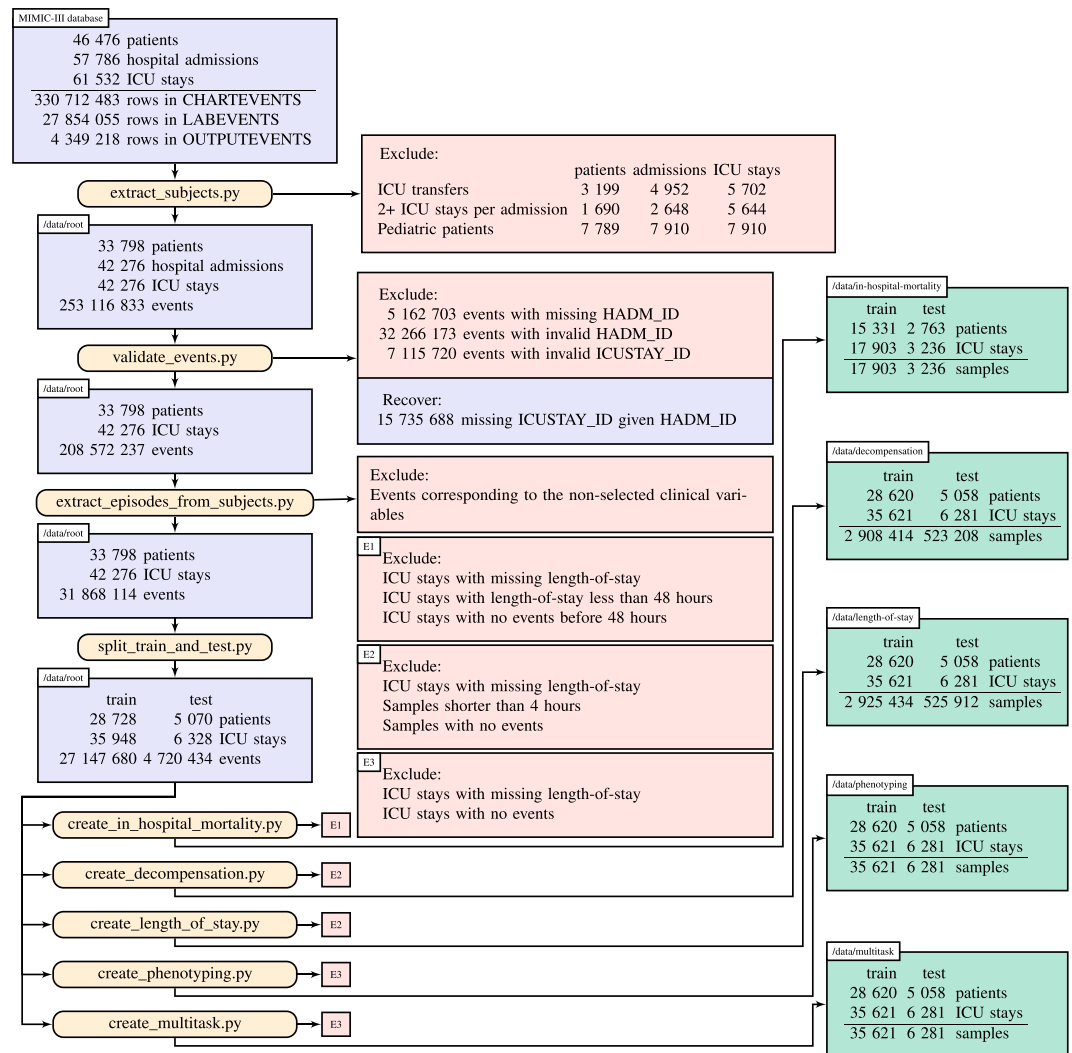 MIMIC-III database
46 476 patients
57 786 hospital admissions
61 532 ICU stays
330 712 483 rows in CHARTEVENTS
27 854 055 rows in LABEVENTS
4 349 218 rows in OUTPUTEVENTS
extract_subjects.py
Exclude:
patients admissions ICU stays
ICU transfers 3 199 4 952 5 702
2+ ICU stays per admission 1 690 2 648 5 644
Pediatric patients 7 789 7 910 7 910
/data/root
33 798 patients
42 276 hospital admissions
42 276 ICU stays
253 116 833 events
validate_events.py
Exclude:
5 162 703 events with missing HADM_ID
32 266 173 events with invalid HADM_ID
7 115 720 events with invalid ICUSTAY_ID
Recover:
15 735 688 missing ICUSTAY_ID given HADM_ID
/data/root
33 798 patients
42 276 ICU stays
208 572 237 events
extract_episodes_from_subjects.py
Exclude:
Events corresponding to the non-selected clinical vari-
ables
/data/root
33 798 patients
42 276 ICU stays
31 868 114 events
split_train_and_test.py
/data/root
train test
28 728 5 070 patients
35 948 6 328 ICU stays
27 147 680 4 720 434 events
E1
Exclude:
ICU stays with missing length-of-stay
ICU stays with length-of-stay less than 48 hours
ICU stays with no events before 48 hours
E2
Exclude:
ICU stays with missing length-of-stay
Samples shorter than 4 hours
Samples with no events
E3
Exclude:
ICU stays with missing length-of-stay
ICU stays with no events
create_in_hospital_mortality.py
E1
create_decompensation.py
E2
create_length_of_stay.py
E2
create_phenotyping.py
E3
create_multitask.py
E3
/data/in-hospital-mortality
train test
15 331 2 763 patients
17 903 3 236 ICU stays
17 903 3 236 samples
/data/decompensation
train test
28 620 5 058 patients
35 621 6 281 ICU stays
2 908 414 523 208 samples
/data/length-of-stay
train test
28 620 5 058 patients
35 621 6 281 ICU stays
2 925 434 525 912 samples
/data/phenotyping
train test
28 620 5 058 patients
35 621 6 281 ICU stays
35 621 6 281 samples
/data/multitask
train test
28 620 5 058 patients
35 621 6 281 ICU stays
35 621 6 281 samples